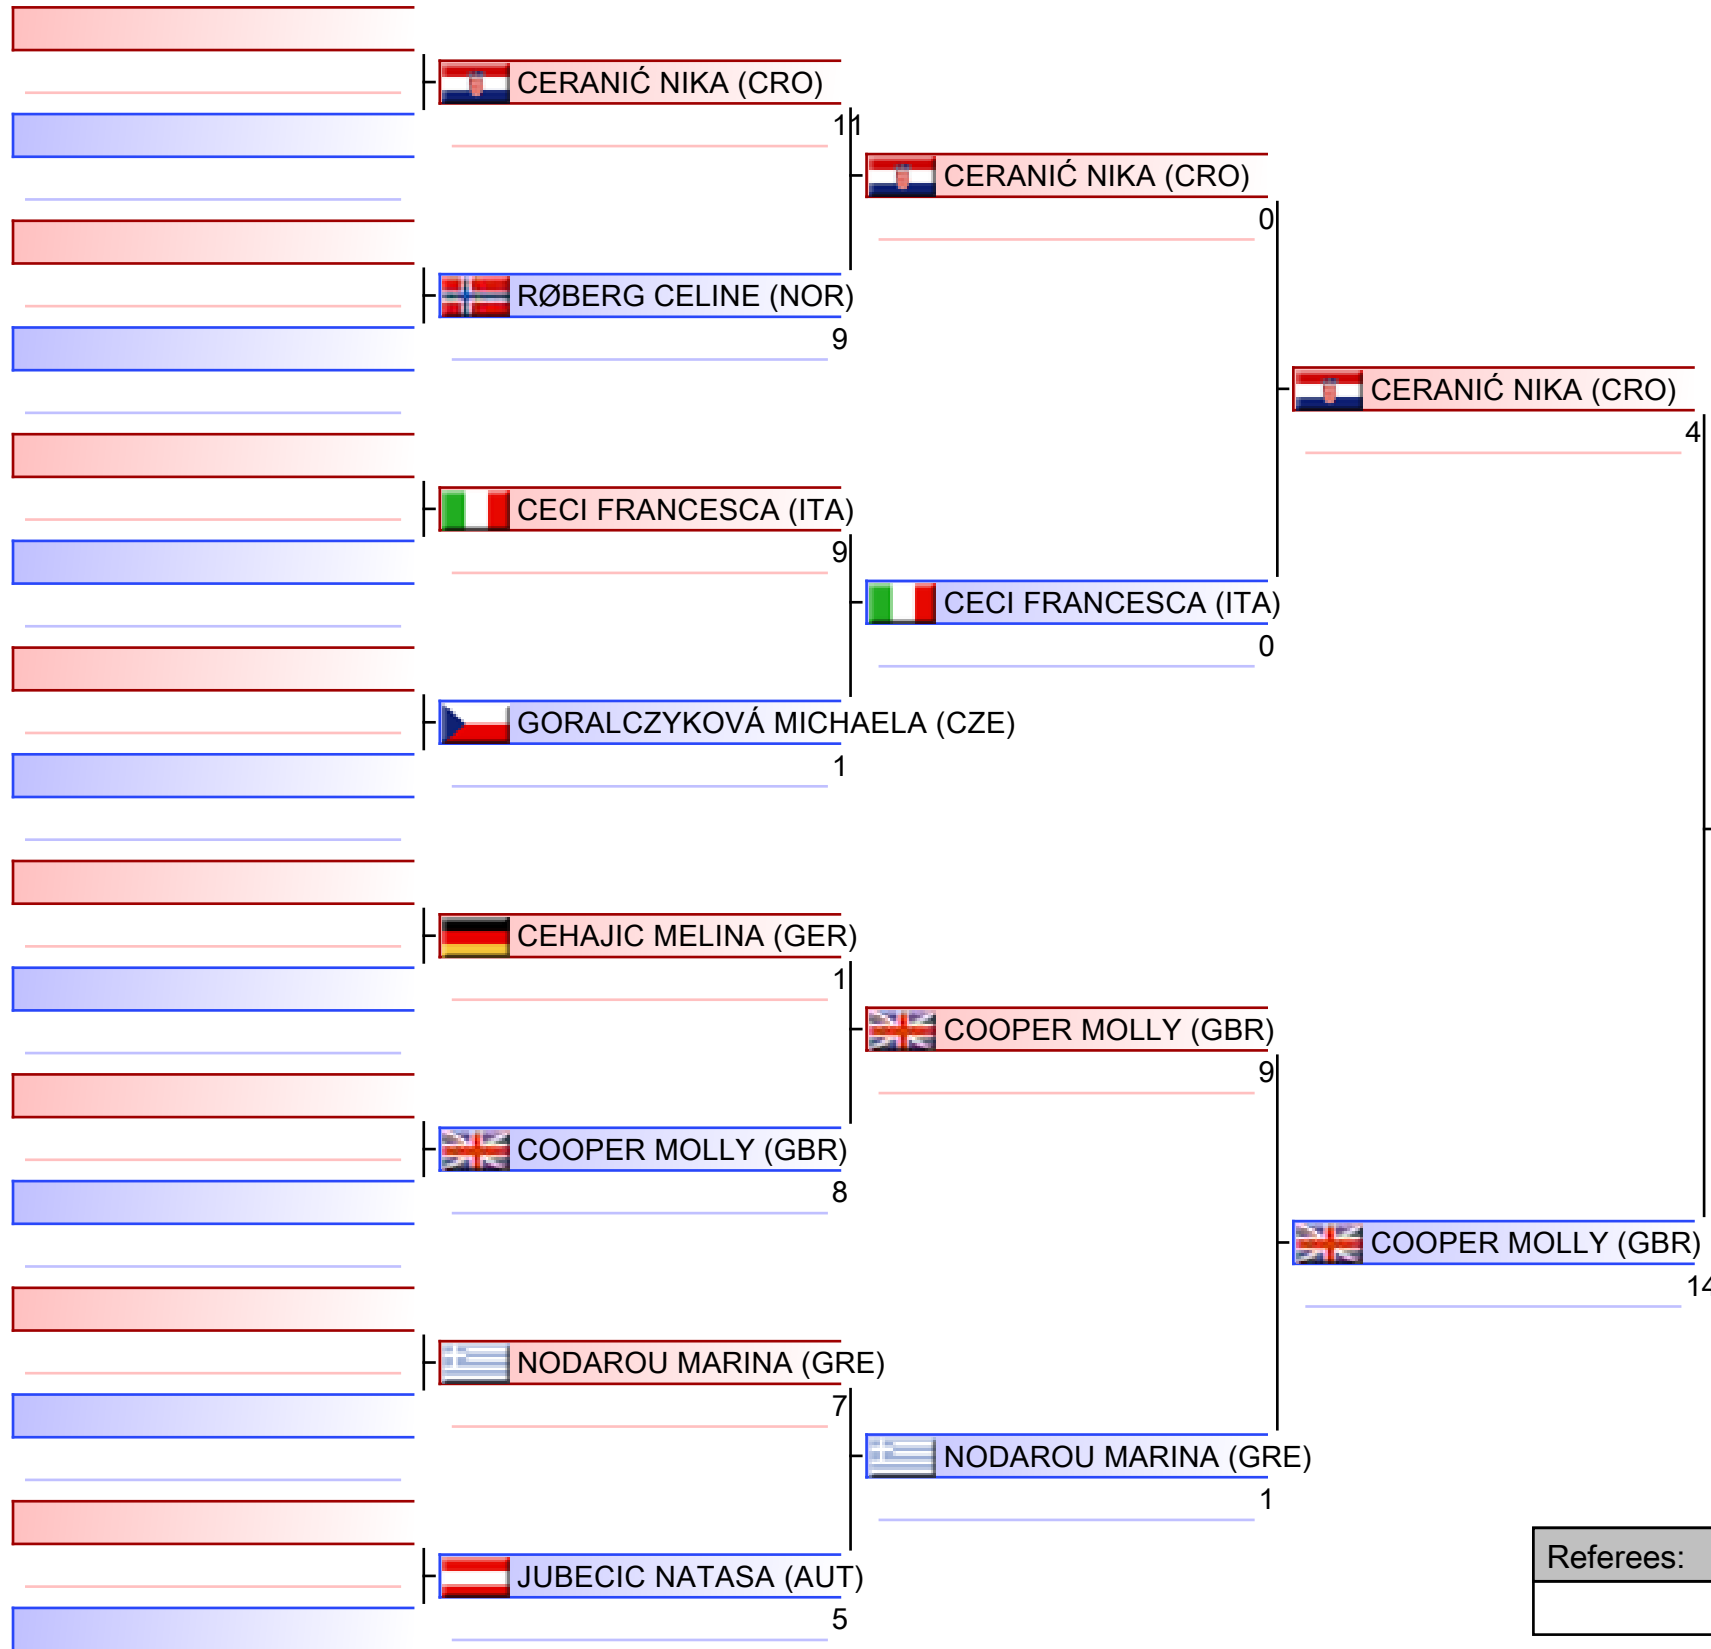 CERANIĆ NIKA (CRO)
11
CERANIĆ NIKA (CRO)
0
RØBERG CELINE (NOR)
9
CERANIĆ NIKA (CRO)
4
CECI FRANCESCA (ITA)
9
CECI FRANCESCA (ITA)
0
GORALCZYKOVÁ MICHAELA (CZE)
1
CEHAJIC MELINA (GER)
1
COOPER MOLLY (GBR)
9
COOPER MOLLY (GBR)
8
COOPER MOLLY (GBR)
14
NODAROU MARINA (GRE)
7
NODAROU MARINA (GRE)
1
JUBECIC NATASA (AUT)
5
Referees: